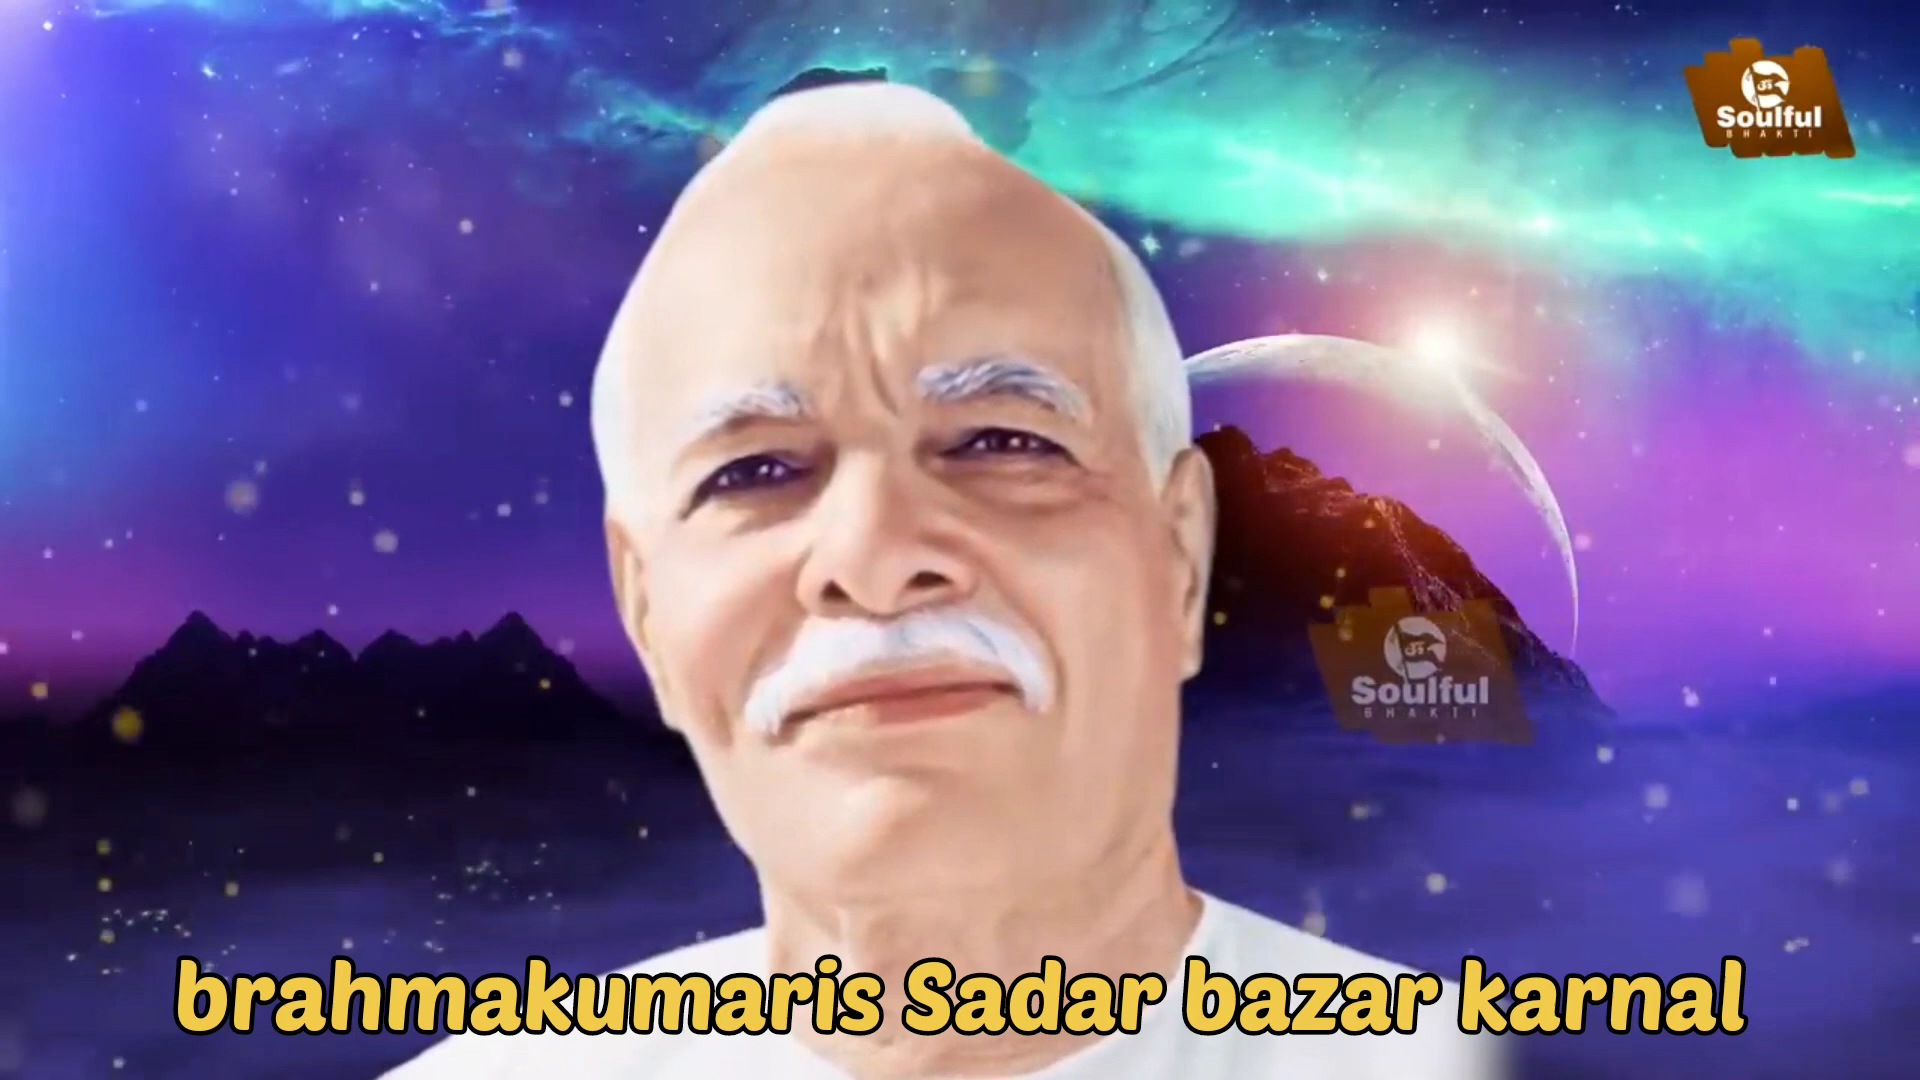 ॐ
Soulful
BHAKTI
ॐ
Soulful
BHAKTI
brahmakumaris Sadar bazar karnal